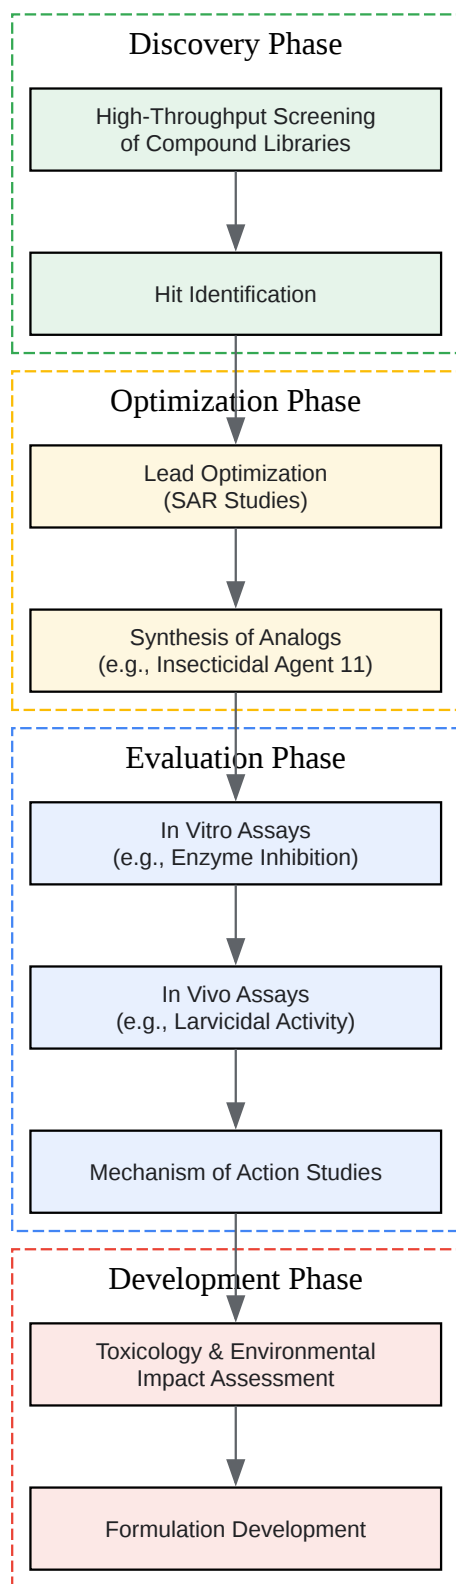 Discovery Phase
High-Throughput Screening
of Compound Libraries
Hit Identification
Optimization Phase
Lead Optimization
(SAR Studies)
Synthesis of Analogs
(e.g., Insecticidal Agent 11)
Evaluation Phase
In Vitro Assays
(e.g., Enzyme Inhibition)
In Vivo Assays
(e.g., Larvicidal Activity)
Mechanism of Action Studies
Development Phase
Toxicology & Environmental
Impact Assessment
Formulation Development